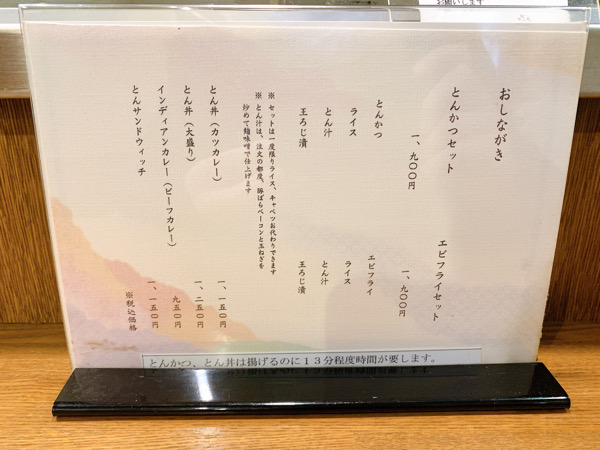 お願いします
おしながき
とんかつセット
一、九〇〇円
とんかつ
ライス
とん汁
王ろじ漬
エビフライセット
一、九〇〇円
エビフライ
ライス
とん汁
王ろじ漬
※ セットは一度限りライス、キャベツお代わりできます
※ とん汁は、注文の都度、豚ばらベーコンと玉ねぎを
炒めて麺味噌で仕上げます
とん丼（カツカレー） 一、一五〇円
とん丼（大盛り） 一、二五〇円
インディアンカレー（ビーフカレー） 九五〇円
とんサンドウィッチ 一、一五〇円
※税込価格
とんかつ、とん丼は揚げるのに１３分程度時間が要します。